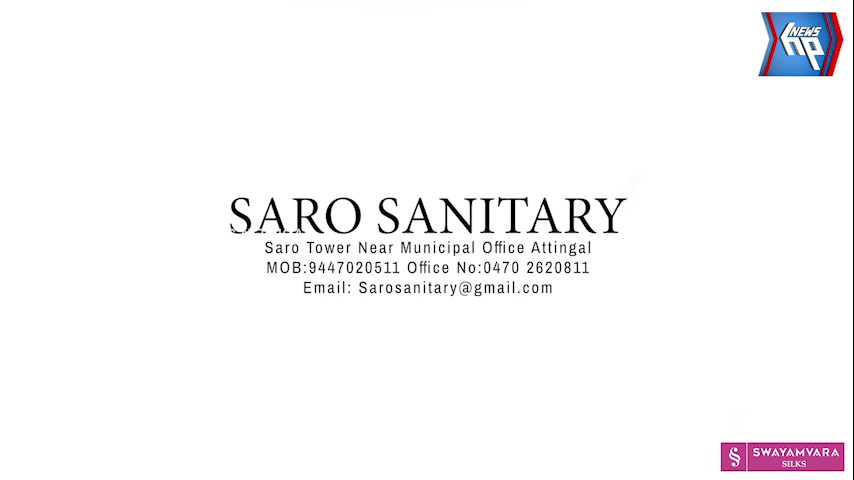 NEWS
np
SARO SANITARY
Saro Tower Near Municipal Office Attingal
MOB:9447020511 Office No:0470 2620811
Email: Sarosanitary@gmail.com
SWAYAMVARA
SILKS